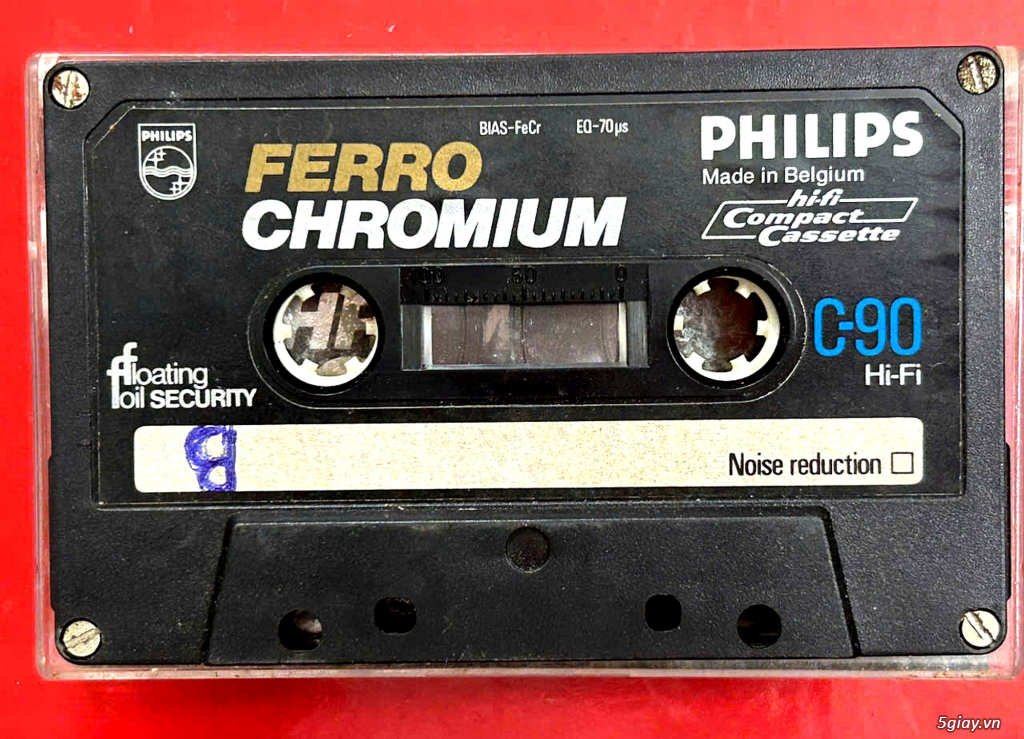 PHILIPS
BIAS-FeCr EQ-70µs
FERRO
CHROMIUM
PHILIPS
Made in Belgium
hi-fi
Compact
Cassette
100 50 0
C-90
Hi-Fi
floating
foil SECURITY
B
Noise reduction
5giay.vn